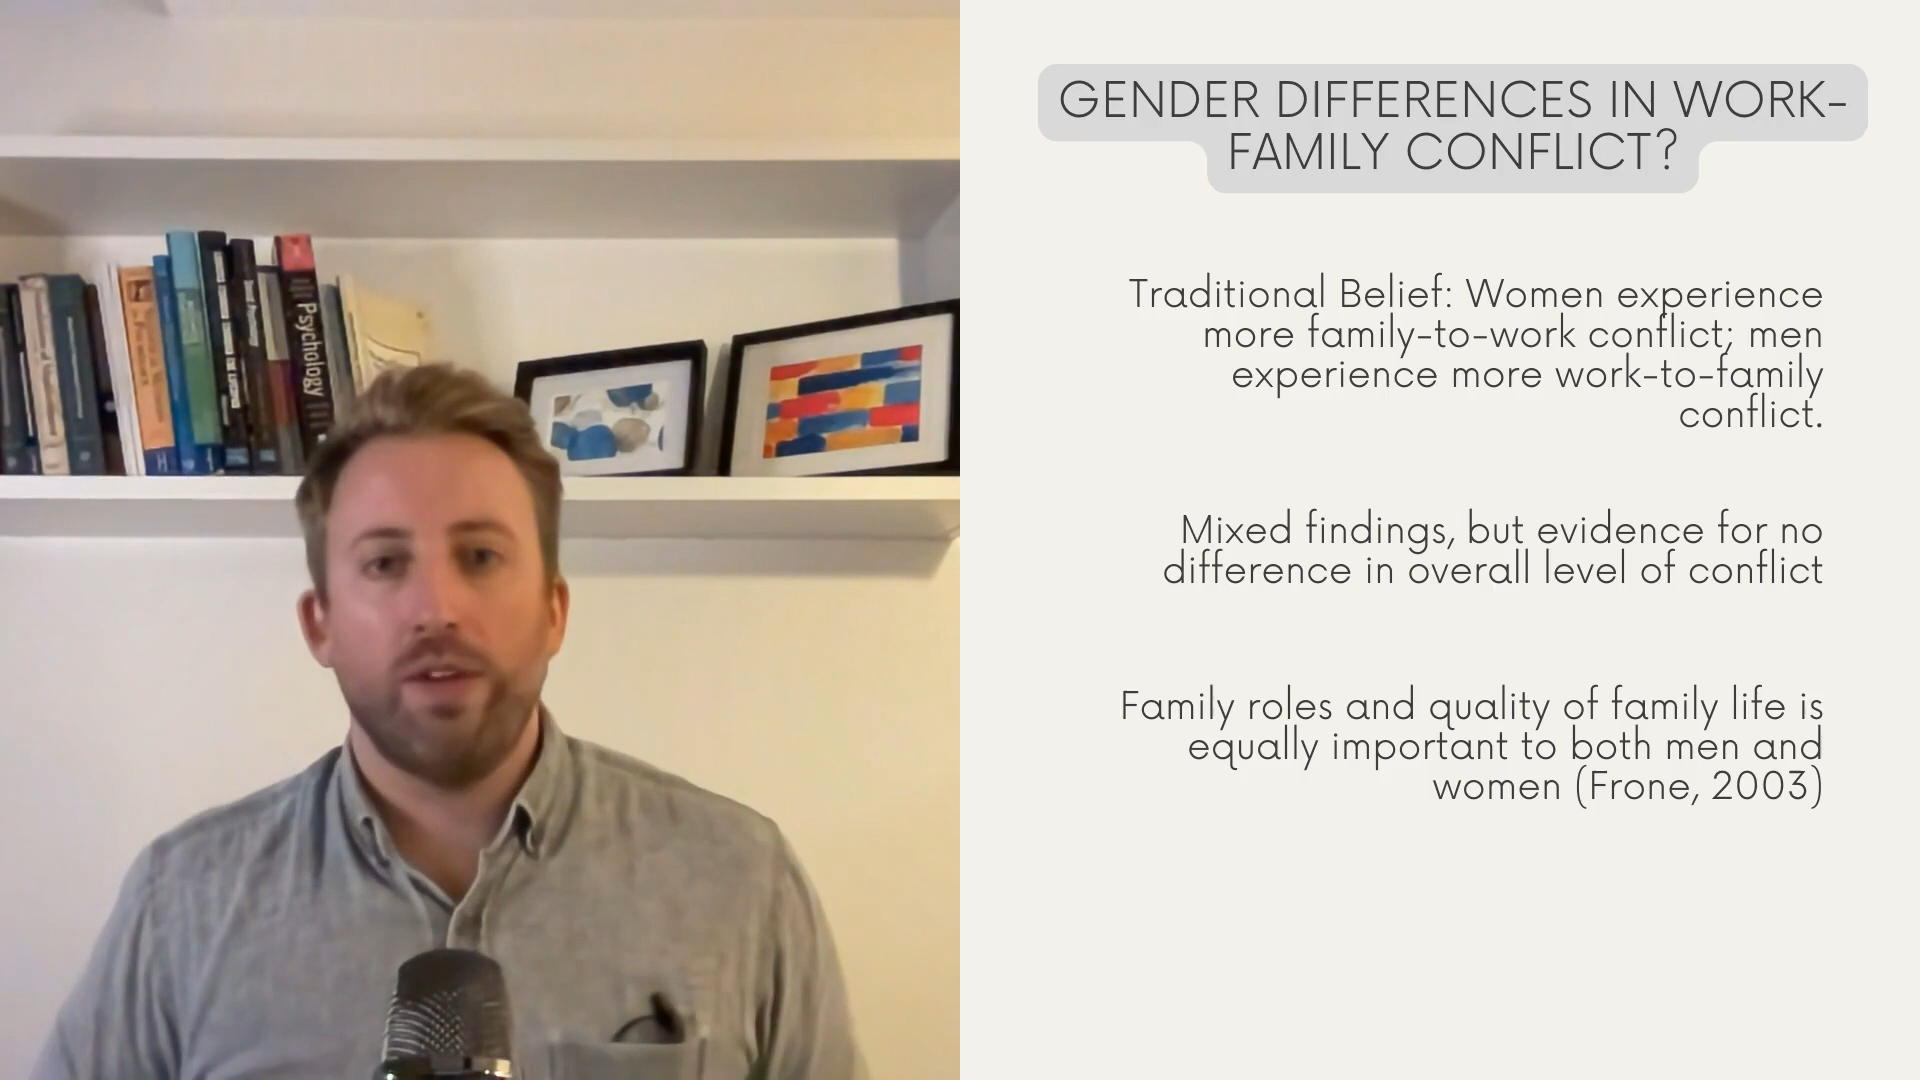 Psychology
GENDER DIFFERENCES IN WORK-
FAMILY CONFLICT?
Traditional Belief: Women experience
more family-to-work conflict; men
experience more work-to-family
conflict.
Mixed findings, but evidence for no
difference in overall level of conflict
Family roles and quality of family life is
equally important to both men and
women (Frone, 2003)